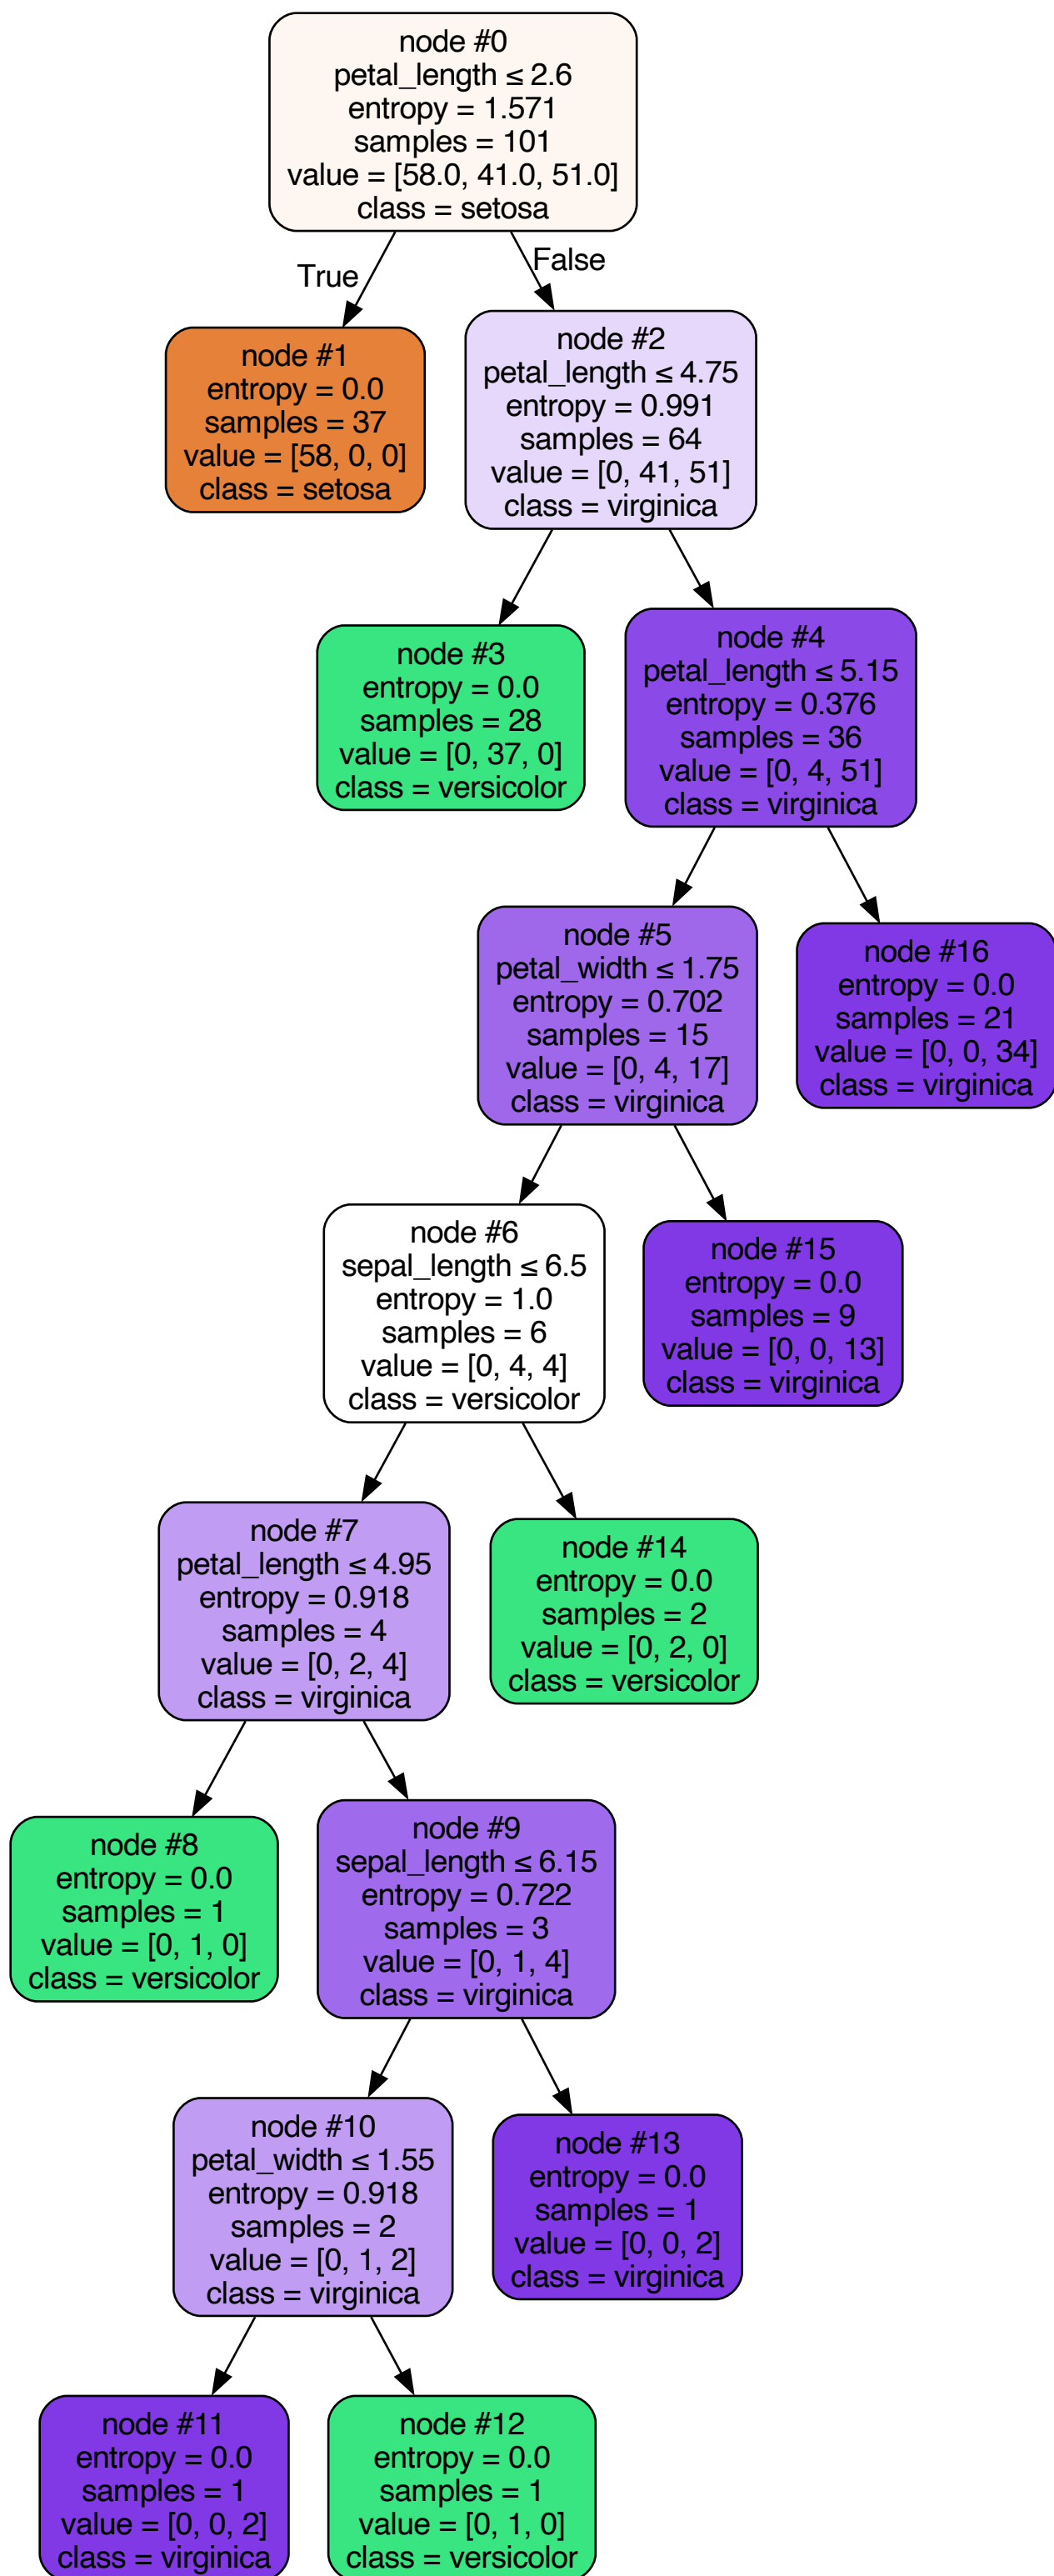 node #0
petal_length ≤ 2.6
entropy = 1.571
samples = 101
value = [58.0, 41.0, 51.0]
class = setosa
True
False
node #1
entropy = 0.0
samples = 37
value = [58, 0, 0]
class = setosa
node #2
petal_length ≤ 4.75
entropy = 0.991
samples = 64
value = [0, 41, 51]
class = virginica
node #3
entropy = 0.0
samples = 28
value = [0, 37, 0]
class = versicolor
node #4
petal_length ≤ 5.15
entropy = 0.376
samples = 36
value = [0, 4, 51]
class = virginica
node #5
petal_width ≤ 1.75
entropy = 0.702
samples = 15
value = [0, 4, 17]
class = virginica
node #16
entropy = 0.0
samples = 21
value = [0, 0, 34]
class = virginica
node #6
sepal_length ≤ 6.5
entropy = 1.0
samples = 6
value = [0, 4, 4]
class = versicolor
node #15
entropy = 0.0
samples = 9
value = [0, 0, 13]
class = virginica
node #7
petal_length ≤ 4.95
entropy = 0.918
samples = 4
value = [0, 2, 4]
class = virginica
node #14
entropy = 0.0
samples = 2
value = [0, 2, 0]
class = versicolor
node #8
entropy = 0.0
samples = 1
value = [0, 1, 0]
class = versicolor
node #9
sepal_length ≤ 6.15
entropy = 0.722
samples = 3
value = [0, 1, 4]
class = virginica
node #10
petal_width ≤ 1.55
entropy = 0.918
samples = 2
value = [0, 1, 2]
class = virginica
node #13
entropy = 0.0
samples = 1
value = [0, 0, 2]
class = virginica
node #11
entropy = 0.0
samples = 1
value = [0, 0, 2]
class = virginica
node #12
entropy = 0.0
samples = 1
value = [0, 1, 0]
class = versicolor